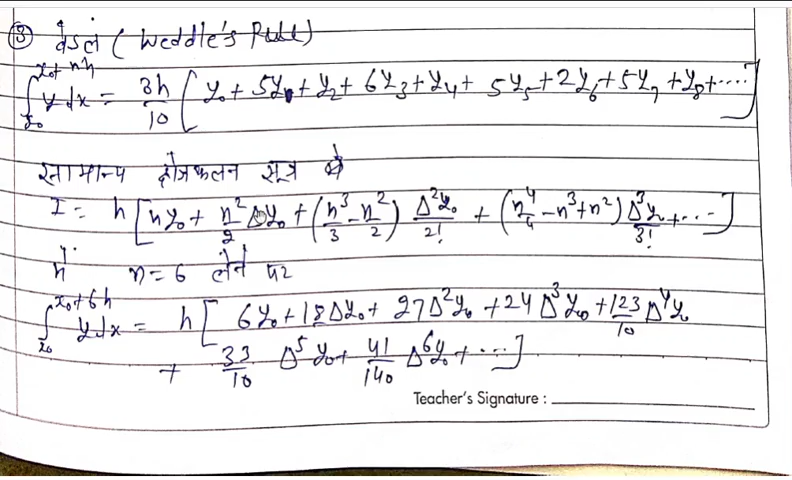 ③ वेडल ( Weddle's Rule)
∫_{x₀}^{x₀+nh} y dx = 3h/10 [ y₀ + 5y₁ + y₂ + 6y₃ + y₄ + 5y₅ + 2y₆ + 5y₇ + y₈ + .... ]
सामान्य क्षेत्रकलन सूत्र
I = h [ ny₀ + n²/2 Δy₀ + (n³/3 - n²/2) Δ²y₀/2! + (n⁴/4 - n³ + n²) Δ³y₀/3! + ... ]
में n = 6 लेने पर
∫_{x₀}^{x₀+6h} y dx = h [ 6y₀ + 18Δy₀ + 27Δ²y₀ + 24Δ³y₀ + 123/10 Δ⁴y₀
+ 33/10 Δ⁵y₀ + 41/140 Δ⁶y₀ + ... ]
Teacher's Signature :